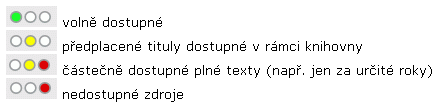 volně dostupné
předplacené tituly dostupné v rámci knihovny
částečně dostupné plné texty (např. jen za určité roky)
nedostupné zdroje